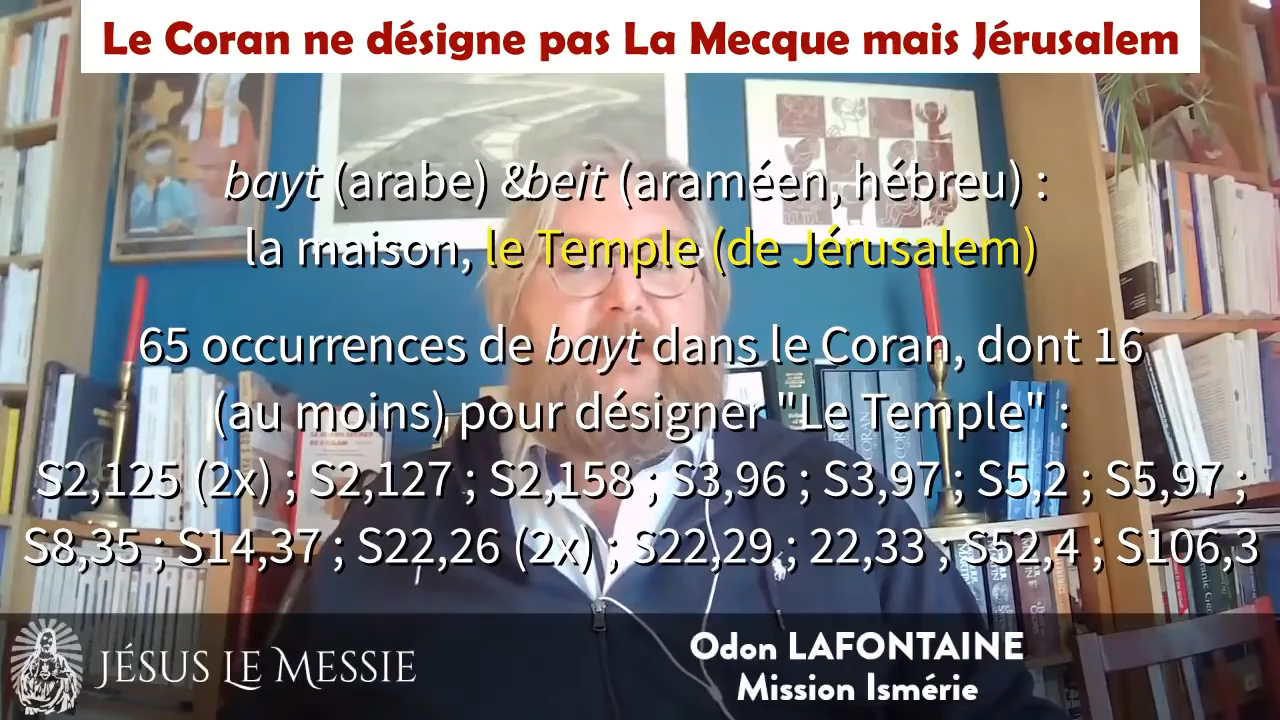 Le Coran ne désigne pas La Mecque mais Jérusalem
bayt (arabe) &beit (araméen, hébreu) :
la maison, le Temple (de Jérusalem)
65 occurrences de bayt dans le Coran, dont 16
(au moins) pour désigner "Le Temple" :
S2,125 (2x) ; S2,127 ; S2,158 ; S3,96 ; S3,97 ; S5,2 ; S5,97 ;
S8,35 ; S14,37 ; S22,26 (2x) ; S22,29 ; 22,33 ; S52,4 ; S106,3
JÉSUS LE MESSIE
Odon LAFONTAINE
Mission Ismérie